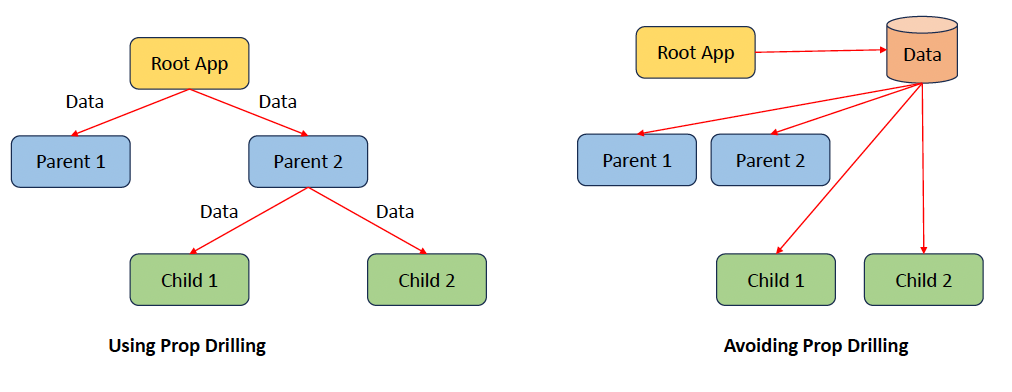 Root App
Data
Data
Parent 1
Parent 2
Data
Data
Child 1
Child 2
Using Prop Drilling
Root App
Data
Parent 1
Parent 2
Child 1
Child 2
Avoiding Prop Drilling